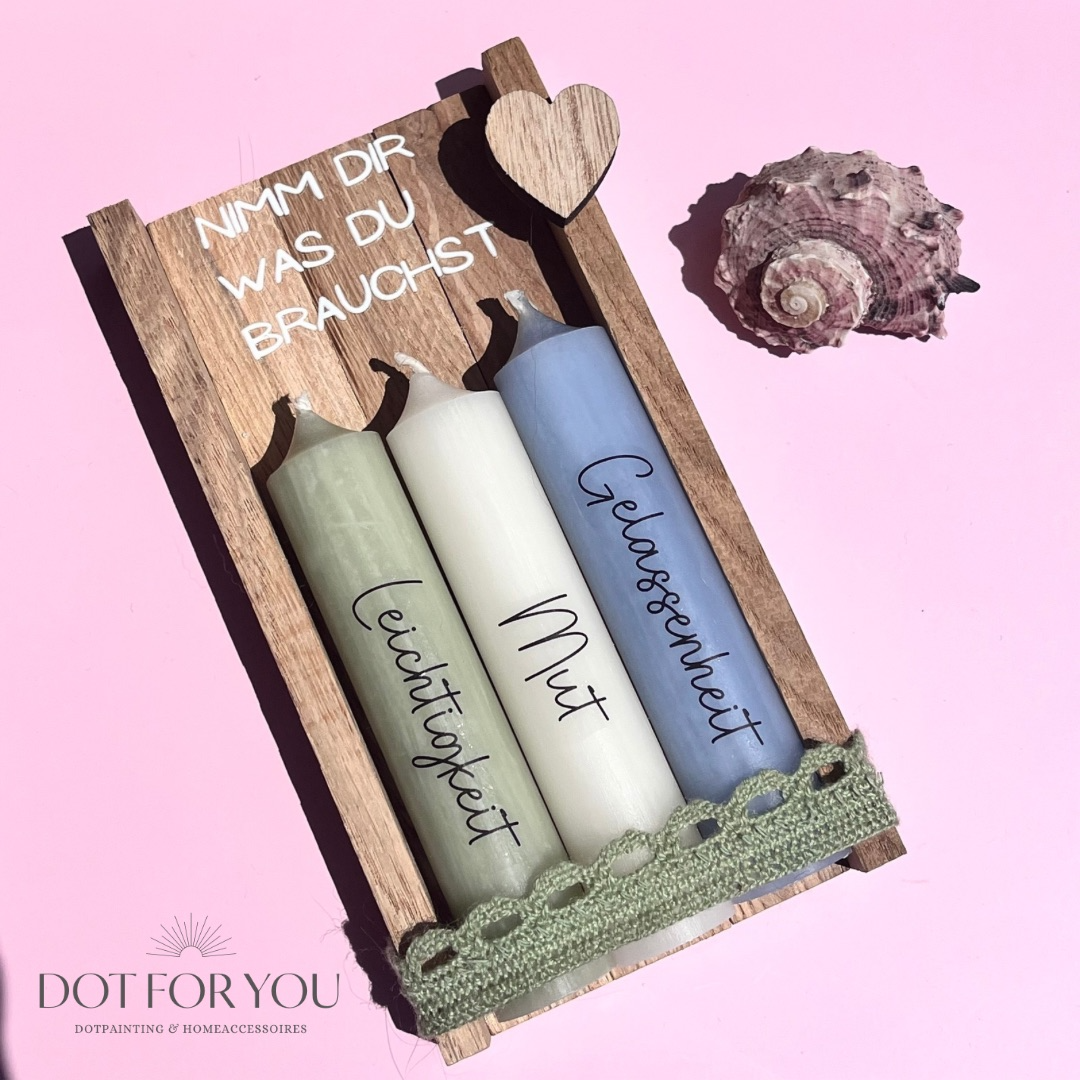 NIMM DIR
WAS DU
BRAUCHST
Leichtigkeit
Mut
Gelassenheit
DOT FOR YOU
DOTPAINTING & HOMEACCESSOIRES